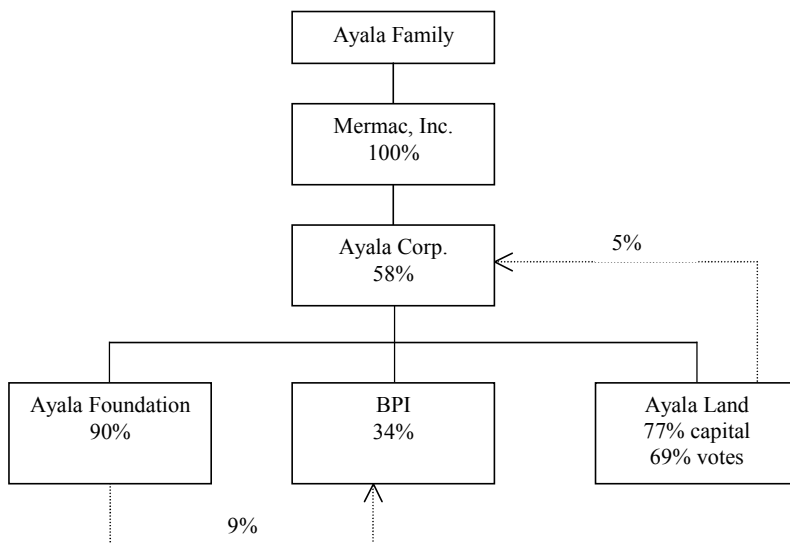 Ayala Family
Mermac, Inc.
100%
Ayala Corp.
58%
5%
Ayala Foundation
90%
BPI
34%
Ayala Land
77% capital
69% votes
9%